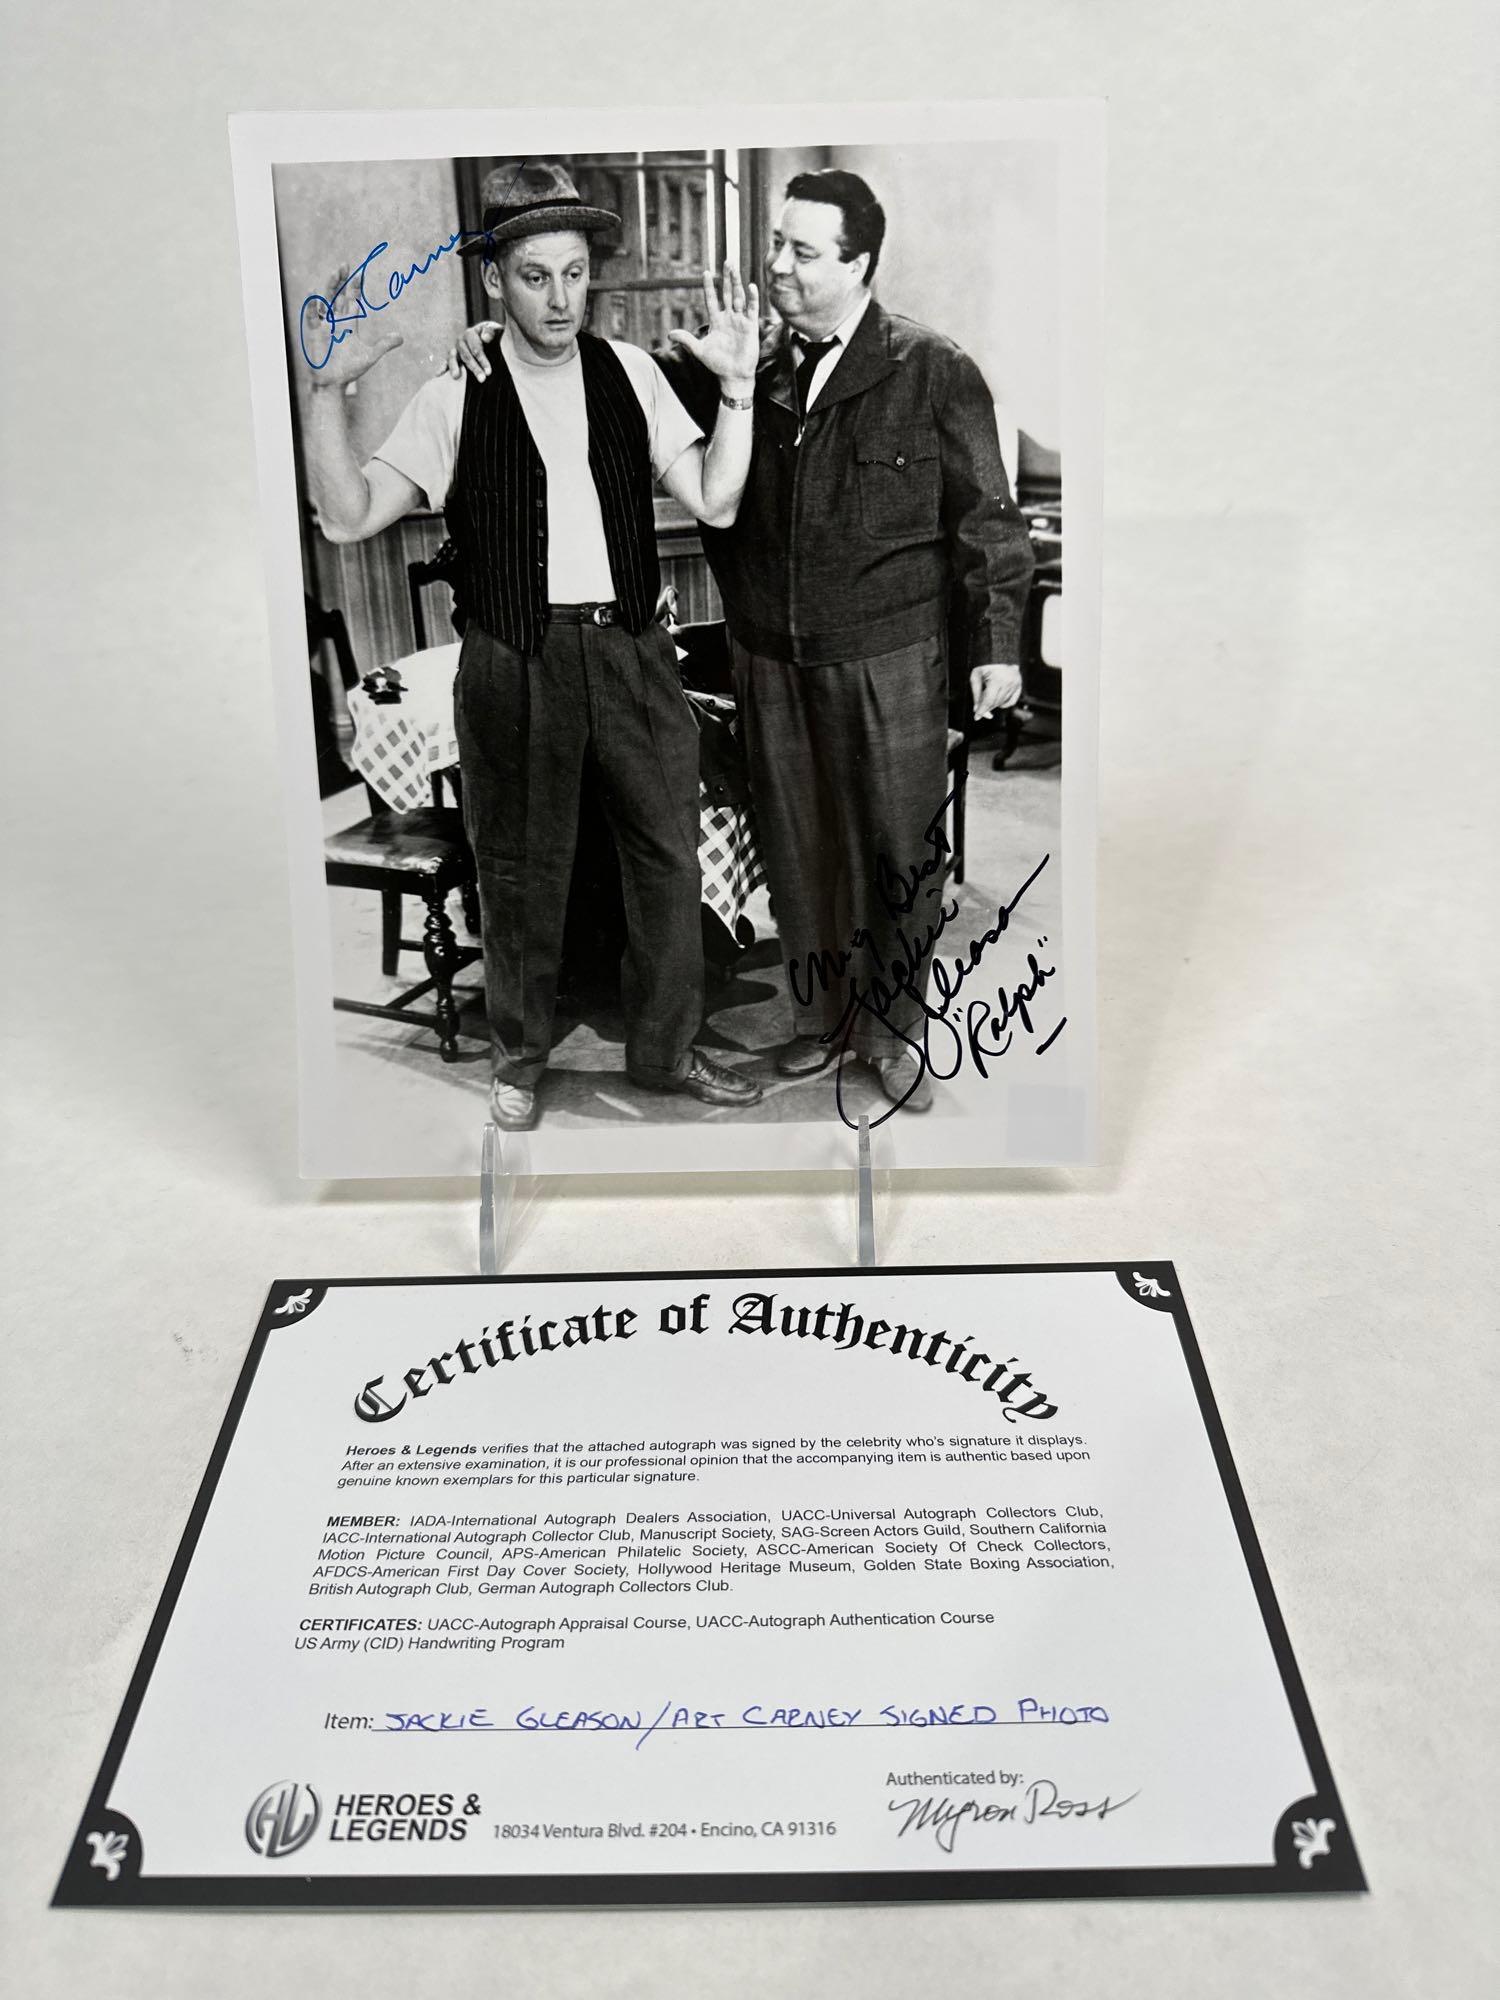 Art Carney
My Best
Jackie
Gleason
"Ralph"
Certificate of Authenticity
Heroes & Legends verifies that the attached autograph was signed by the celebrity who's signature it displays.
After an extensive examination, it is our professional opinion that the accompanying item is authentic based upon
genuine known exemplars for this particular signature.
MEMBER: IADA-International Autograph Dealers Association, UACC-Universal Autograph Collectors Club,
IACC-International Autograph Collector Club, Manuscript Society, SAG-Screen Actors Guild, Southern California
Motion Picture Council, APS-American Philatelic Society, ASCC-American Society Of Check Collectors,
AFDCS-American First Day Cover Society, Hollywood Heritage Museum, Golden State Boxing Association,
British Autograph Club, German Autograph Collectors Club.
CERTIFICATES: UACC-Autograph Appraisal Course, UACC-Autograph Authentication Course
US Army (CID) Handwriting Program
Item: JACKIE GLEASON/ART CARNEY SIGNED PHOTO
Authenticated by:
Myron Ross
HL HEROES &
LEGENDS
18034 Ventura Blvd. #204 • Encino, CA 91316